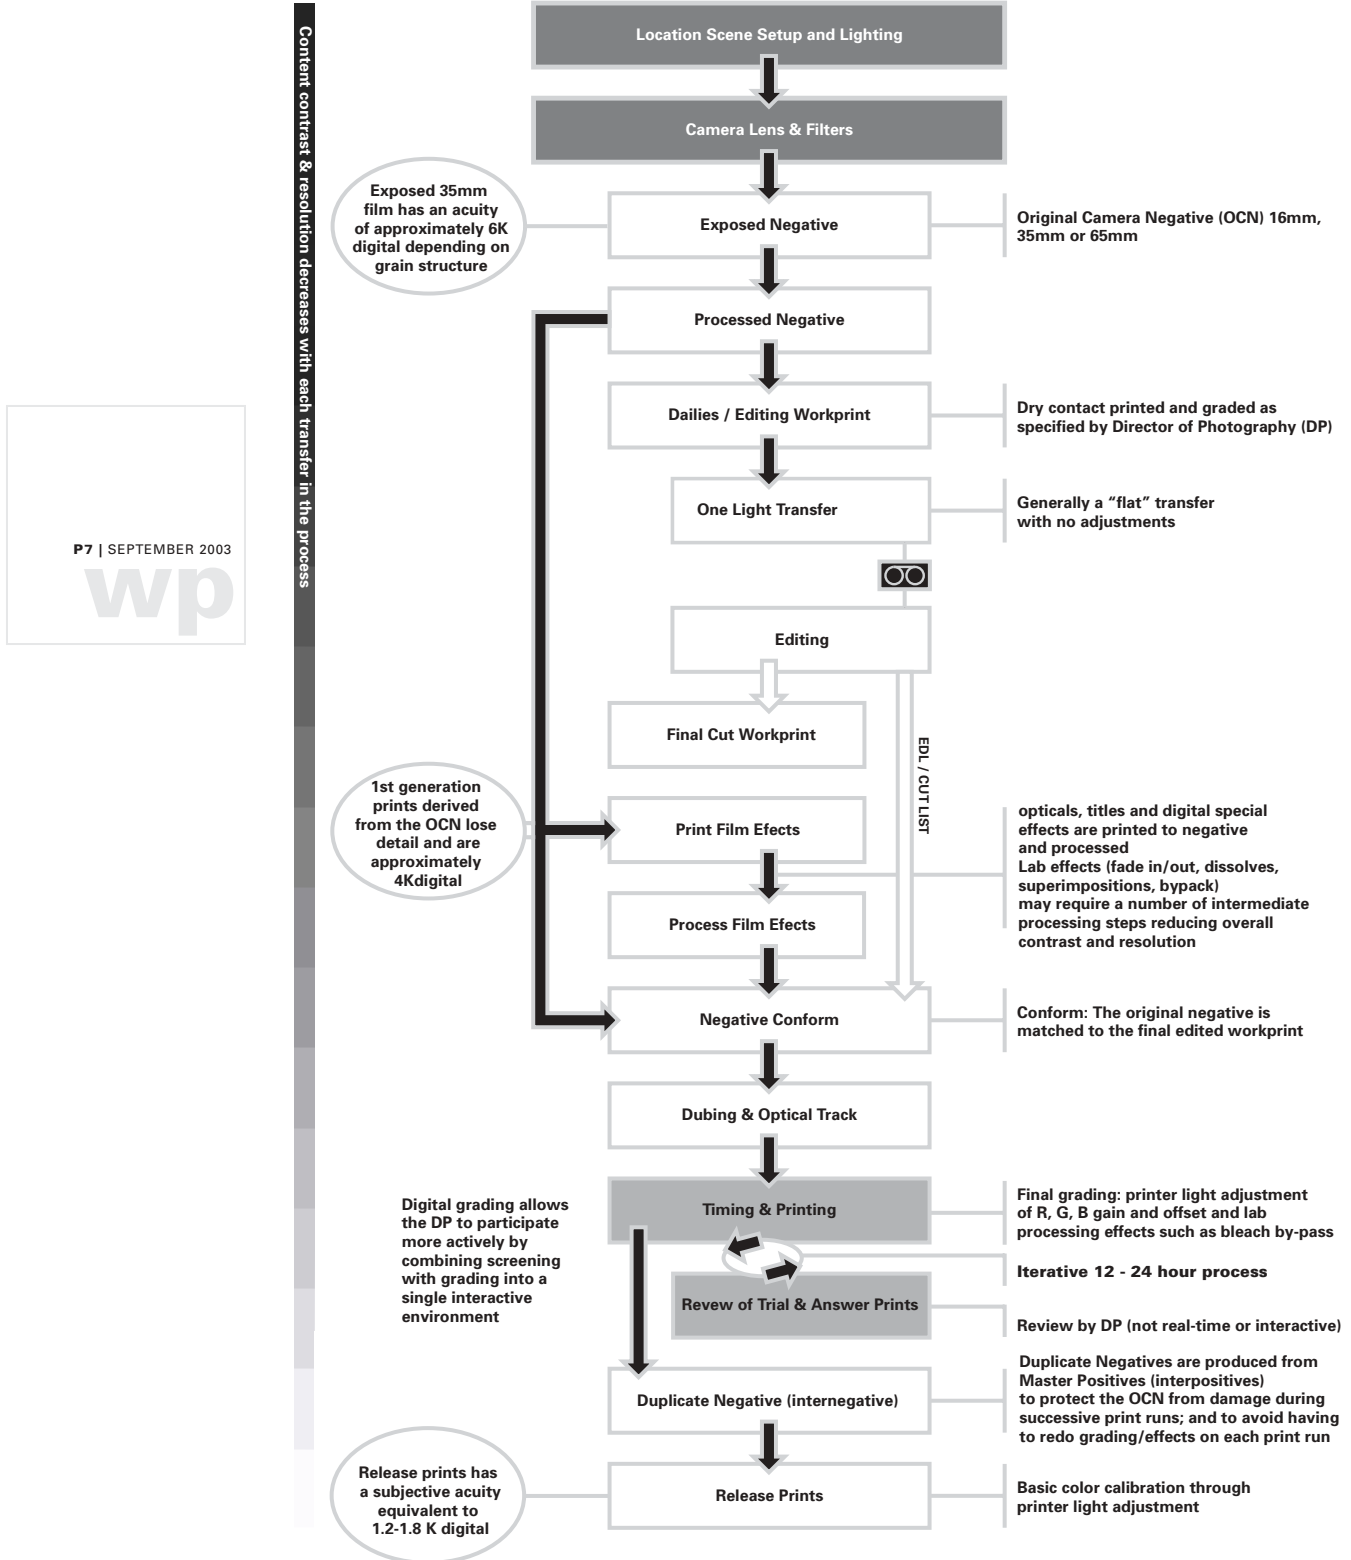 Content contrast & resolution decreases with each transfer in the process
P7 | SEPTEMBER 2003
wp
Location Scene Setup and Lighting
Camera Lens & Filters
Exposed 35mm
film has an acuity
of approximately 6K
digital depending on
grain structure
Exposed Negative
Original Camera Negative (OCN) 16mm,
35mm or 65mm
Processed Negative
Dailies / Editing Workprint
Dry contact printed and graded as
specified by Director of Photography (DP)
One Light Transfer
Generally a “flat” transfer
with no adjustments
Editing
Final Cut Workprint
EDL / CUT LIST
1st generation
prints derived
from the OCN lose
detail and are
approximately
4Kdigital
Print Film Efects
opticals, titles and digital special
effects are printed to negative
and processed
Lab effects (fade in/out, dissolves,
superimpositions, bypack)
may require a number of intermediate
processing steps reducing overall
contrast and resolution
Process Film Efects
Negative Conform
Conform: The original negative is
matched to the final edited workprint
Dubing & Optical Track
Digital grading allows
the DP to participate
more actively by
combining screening
with grading into a
single interactive
environment
Timing & Printing
Final grading: printer light adjustment
of R, G, B gain and offset and lab
processing effects such as bleach by-pass
Iterative 12 - 24 hour process
Revew of Trial & Answer Prints
Review by DP (not real-time or interactive)
Duplicate Negative (internegative)
Duplicate Negatives are produced from
Master Positives (interpositives)
to protect the OCN from damage during
successive print runs; and to avoid having
to redo grading/effects on each print run
Release prints has
a subjective acuity
equivalent to
1.2-1.8 K digital
Release Prints
Basic color calibration through
printer light adjustment